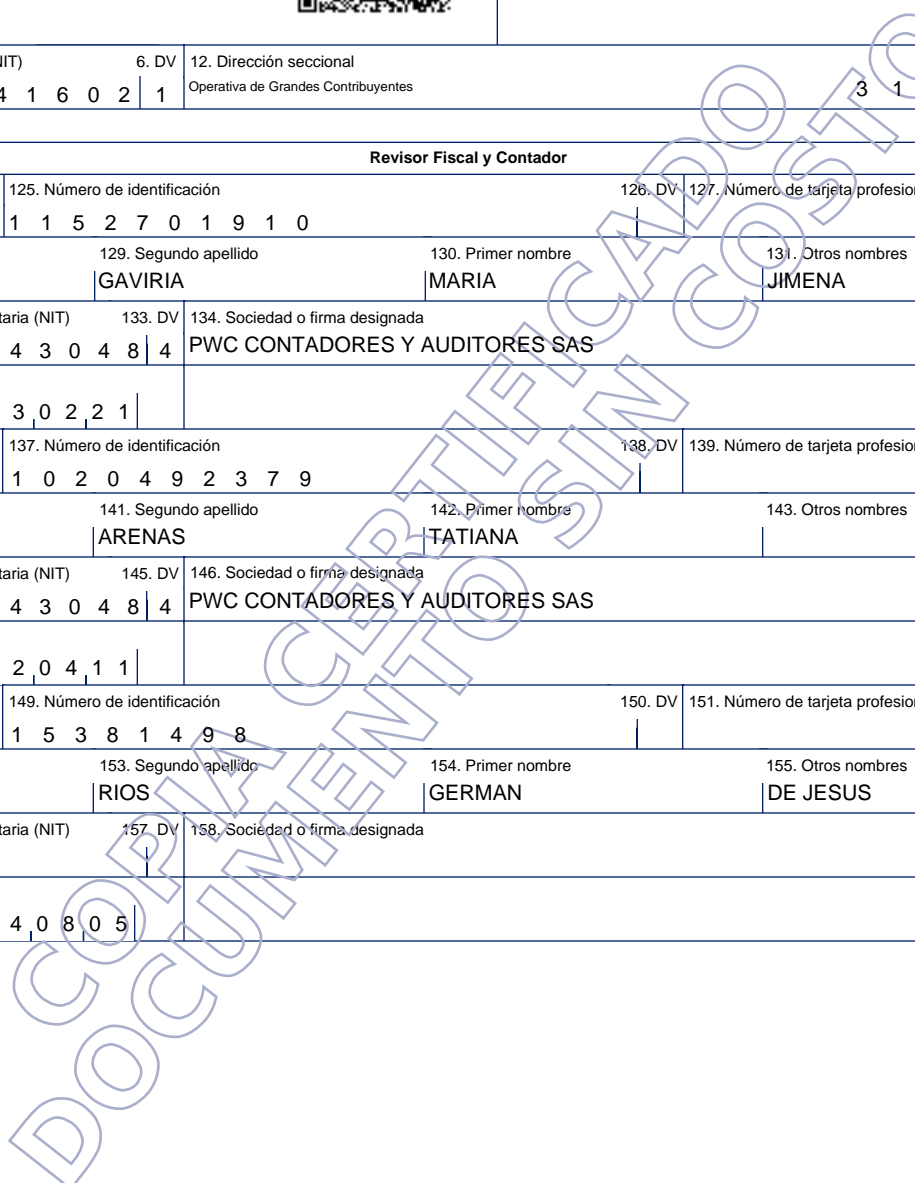 NIT) 6. DV 12. Dirección seccional
4 1 6 0 2 1 Operativa de Grandes Contribuyentes 3 1
Revisor Fiscal y Contador
125. Número de identificación 126. DV 127. Número de tarjeta profesion
1 1 5 2 7 0 1 9 1 0
129. Segundo apellido 130. Primer nombre 131. Otros nombres
GAVIRIA MARIA JIMENA
taria (NIT) 133. DV 134. Sociedad o firma designada
4 3 0 4 8 4 PWC CONTADORES Y AUDITORES SAS
3 0 2 2 1
137. Número de identificación 138. DV 139. Número de tarjeta profesion
1 0 2 0 4 9 2 3 7 9
141. Segundo apellido 142. Primer nombre 143. Otros nombres
ARENAS TATIANA
taria (NIT) 145. DV 146. Sociedad o firma designada
4 3 0 4 8 4 PWC CONTADORES Y AUDITORES SAS
2 0 4 1 1
149. Número de identificación 150. DV 151. Número de tarjeta profesion
1 5 3 8 1 4 9 8
153. Segundo apellido 154. Primer nombre 155. Otros nombres
RIOS GERMAN DE JESUS
taria (NIT) 157. DV 158. Sociedad o firma designada
4 0 8 0 5
COPIA CERTIFICADO
DOCUMENTO SIN COSTO